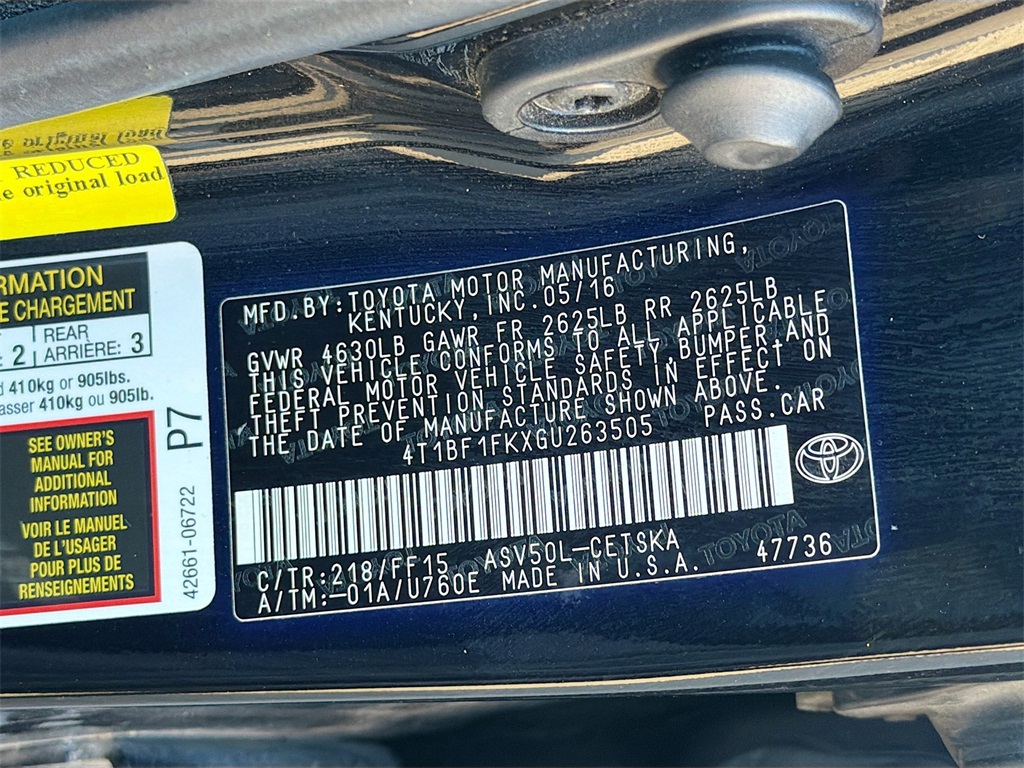 REDUCED
original load
RMATION
E CHARGEMENT
2
REAR
ARRIÈRE: 3
410kg or 905lbs.
asser 410kg ou 905lb.
P7
SEE OWNER'S
MANUAL FOR
ADDITIONAL
INFORMATION
VOIR LE MANUEL
DE L'USAGER
POUR PLUS DE
RENSEIGNEMENTS
42661-06722
MFD.BY:TOYOTA MOTOR MANUFACTURING,
KENTUCKY,INC.05/16
GVWR 4630LB GAWR FR 2625LB RR 2625LB
THIS VEHICLE CONFORMS TO ALL APPLICABLE
FEDERAL MOTOR VEHICLE SAFETY,BUMPER,AND
THEFT PREVENTION STANDARDS IN EFFECT ON
THE DATE OF MANUFACTURE SHOWN ABOVE.
4T1BF1FKXGU263505 PASS.CAR
C/TR:218/FF15 ASV50L-CETSKA
A/TM:-01A/U760E MADE IN U.S.A. 47736
TOYOTA